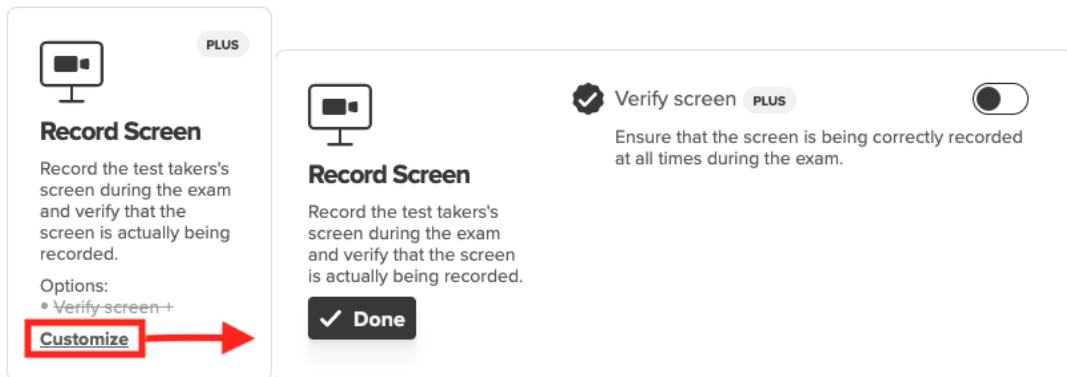 PLUS
Record Screen
Record the test takers's
screen during the exam
and verify that the
screen is actually being
recorded.
Options:
• Verify screen +
Customize
Record Screen
Record the test takers's
screen during the exam
and verify that the screen
is actually being recorded.
Done
Verify screen PLUS
Ensure that the screen is being correctly recorded
at all times during the exam.